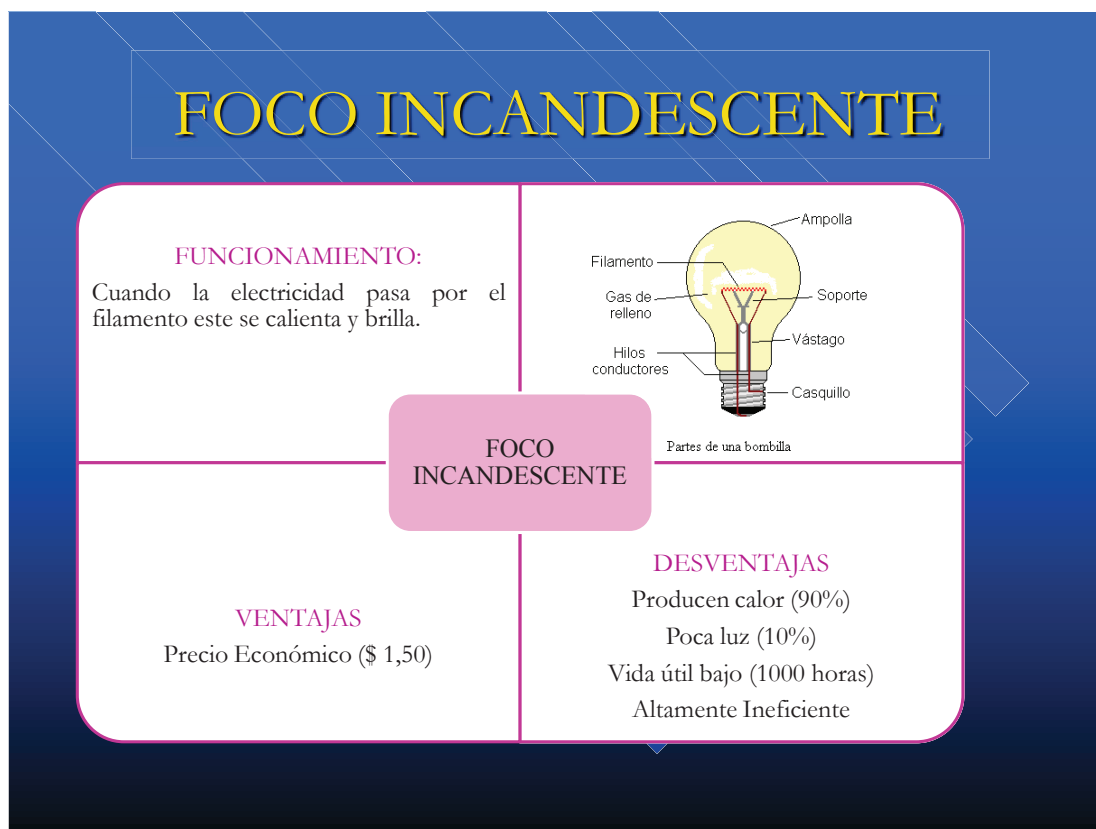 FOCO INCANDESCENTE
FUNCIONAMIENTO:
Cuando la electricidad pasa por el
filamento este se calienta y brilla.
Ampolla
Filamento
Gas de
relleno
Soporte
Vástago
Hilos
conductores
Casquillo
Partes de una bombilla
FOCO
INCANDESCENTE
VENTAJAS
Precio Económico ($ 1,50)
DESVENTAJAS
Producen calor (90%)
Poca luz (10%)
Vida útil bajo (1000 horas)
Altamente Ineficiente